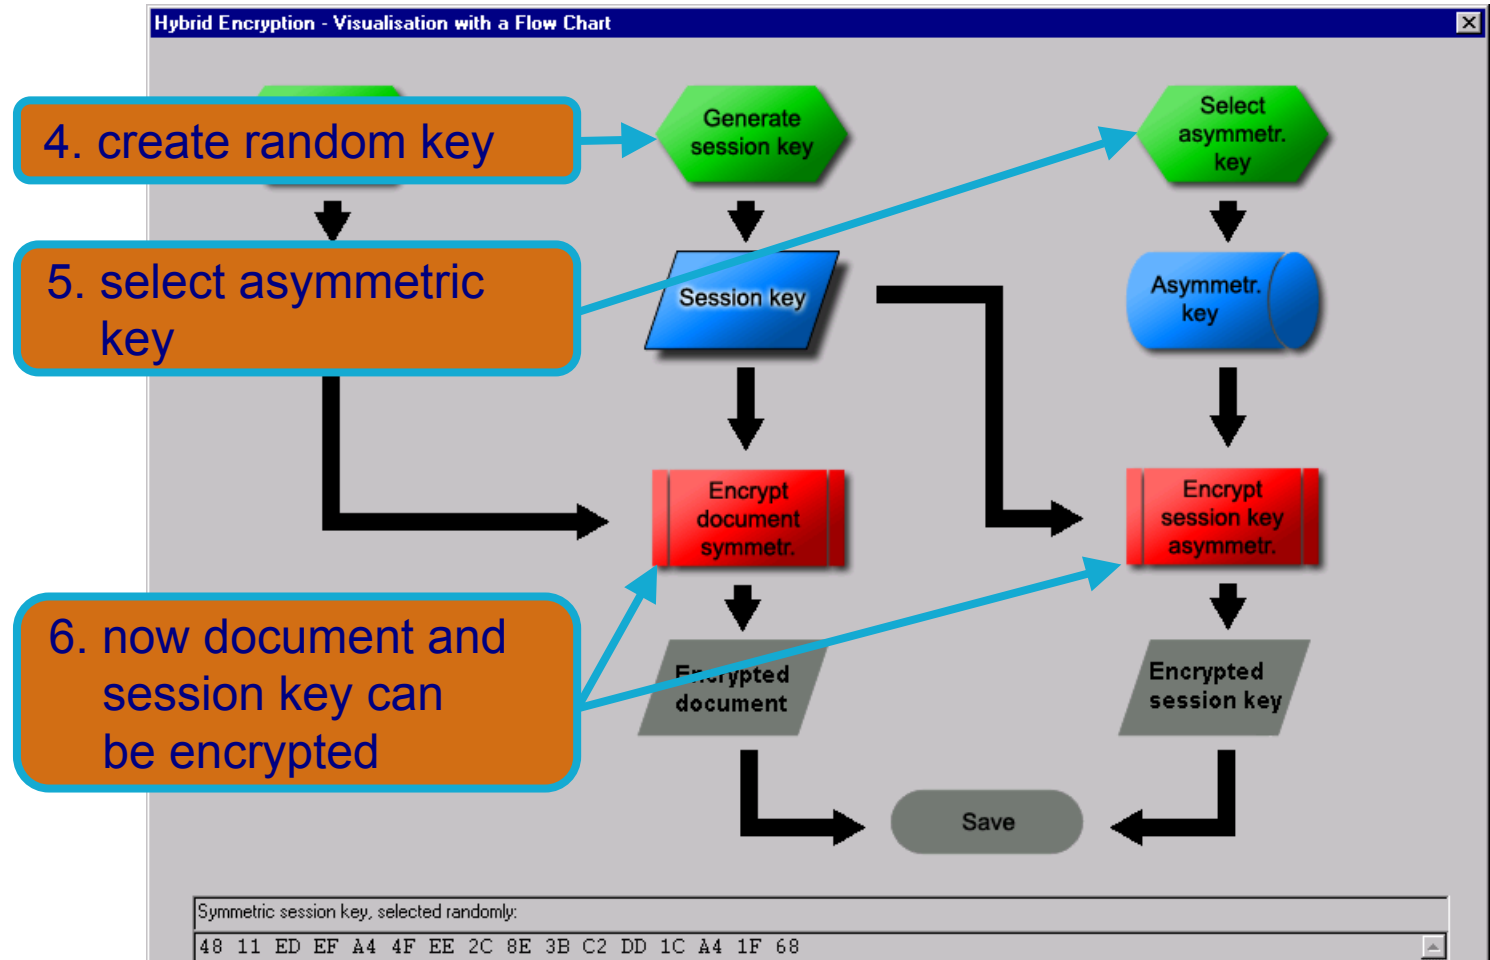 Hybrid Encryption - Visualisation with a Flow Chart
4. create random key
Generate
session key
Select
asymmetr.
key
5. select asymmetric
key
Session key
Asymmetr.
key
Encrypt
document
symmetr.
Encrypt
session key
asymmetr.
6. now document and
session key can
be encrypted
Encrypted
document
Encrypted
session key
Save
Symmetric session key, selected randomly:
48 11 ED EF A4 4F EE 2C 8E 3B C2 DD 1C A4 1F 68